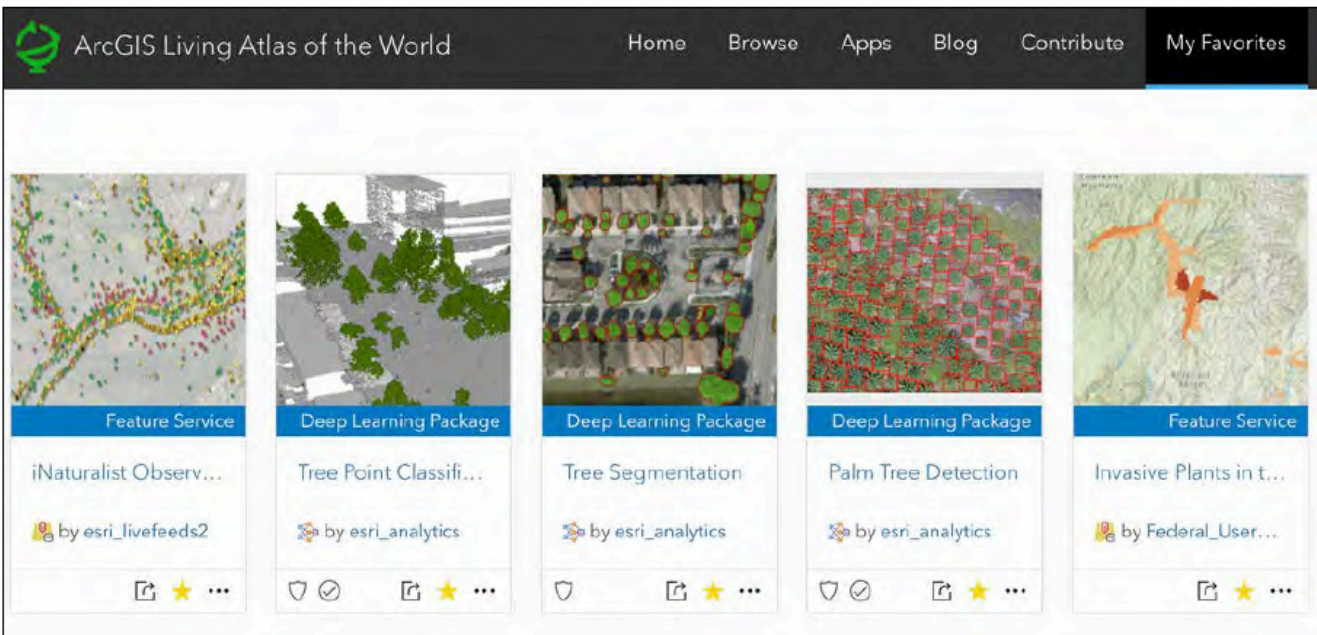 ArcGIS Living Atlas of the World
Home Browse Apps Blog Contribute My Favorites
Feature Service
iNaturalist Observ...
by esri_livefeeds2
Deep Learning Package
Tree Point Classifi...
by esri_analytics
Deep Learning Package
Tree Segmentation
by esri_analytics
Deep Learning Package
Palm Tree Detection
by esri_analytics
Feature Service
Invasive Plants in t...
by Federal_User...